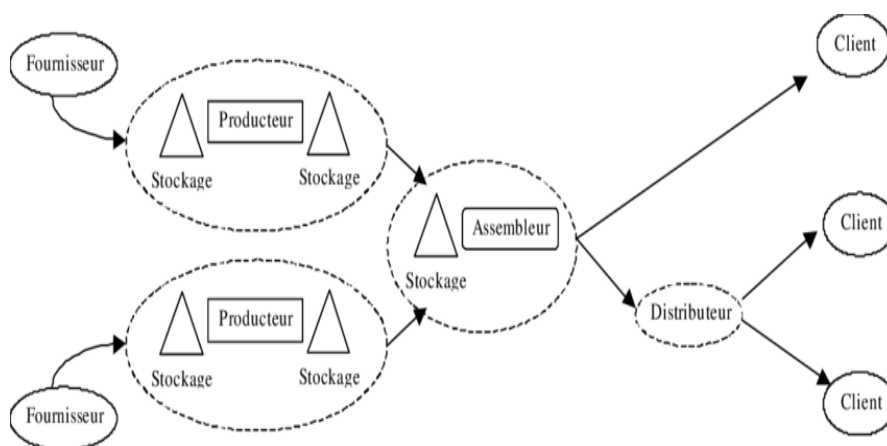 Fournisseur
Producteur
Stockage
Stockage
Producteur
Stockage
Stockage
Fournisseur
Assembleur
Stockage
Distributeur
Client
Client
Client